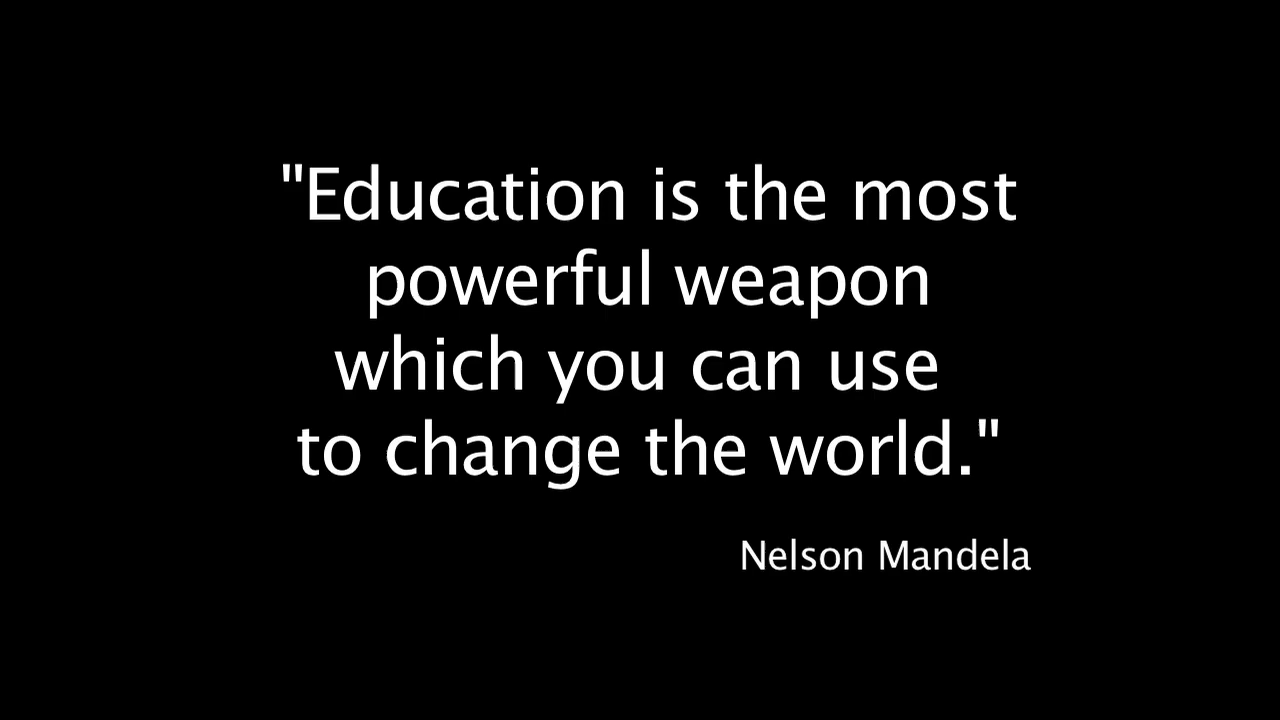 "Education is the most
powerful weapon
which you can use
to change the world."
Nelson Mandela